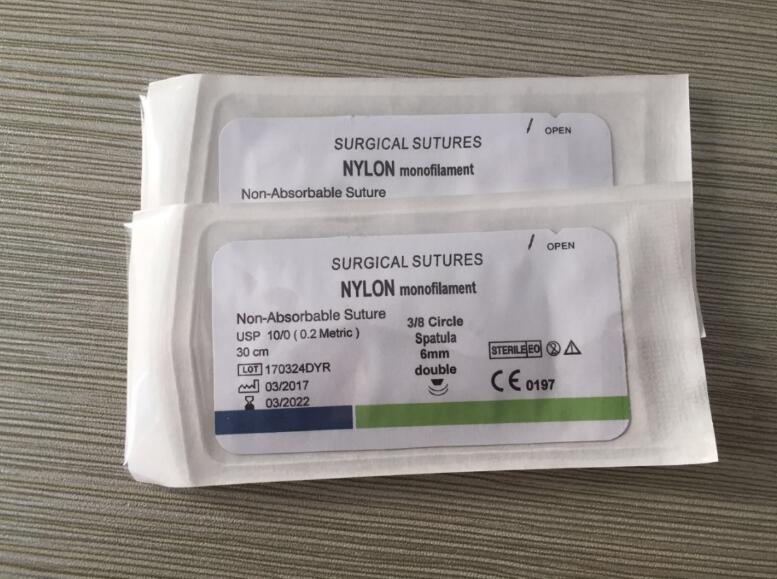 OPEN
SURGICAL SUTURES
NYLON monofilament
Non-Absorbable Suture
OPEN
SURGICAL SUTURES
NYLON monofilament
Non-Absorbable Suture
USP 10/0 ( 0.2 Metric )
30 cm
LOT 170324DYR
03/2017
03/2022
3/8 Circle
Spatula
6mm
double
STERILE EO
2
CE 0197